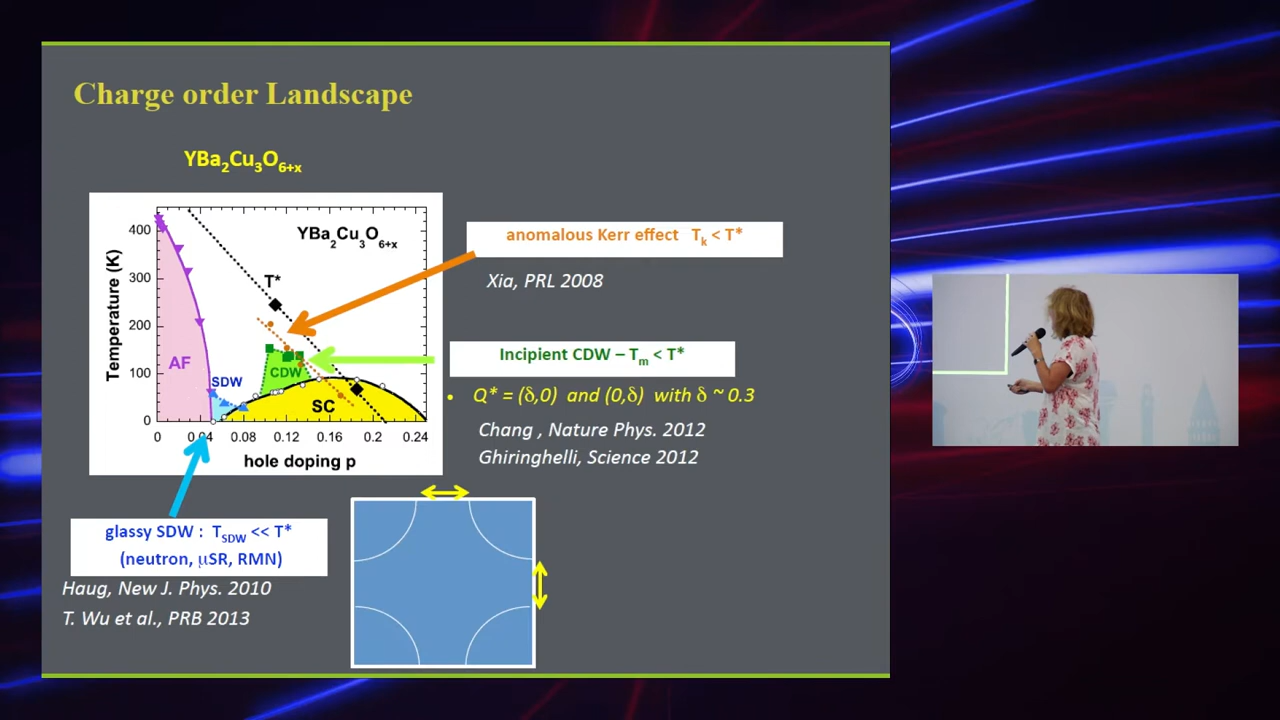 Charge order Landscape
YBa2Cu3O6+x
YBa2Cu3O6+x
400
300
200
100
0
Temperature (K)
T*
AF
SDW
CDW
SC
0
0.04
0.08
0.12
0.16
0.2
0.24
hole doping p
anomalous Kerr effect Tk < T*
Xia, PRL 2008
Incipient CDW – Tm < T*
• Q* = (δ,0) and (0,δ) with δ ~ 0.3
Chang , Nature Phys. 2012
Ghiringhelli, Science 2012
glassy SDW : TSDW << T*
(neutron, µSR, RMN)
Haug, New J. Phys. 2010
T. Wu et al., PRB 2013